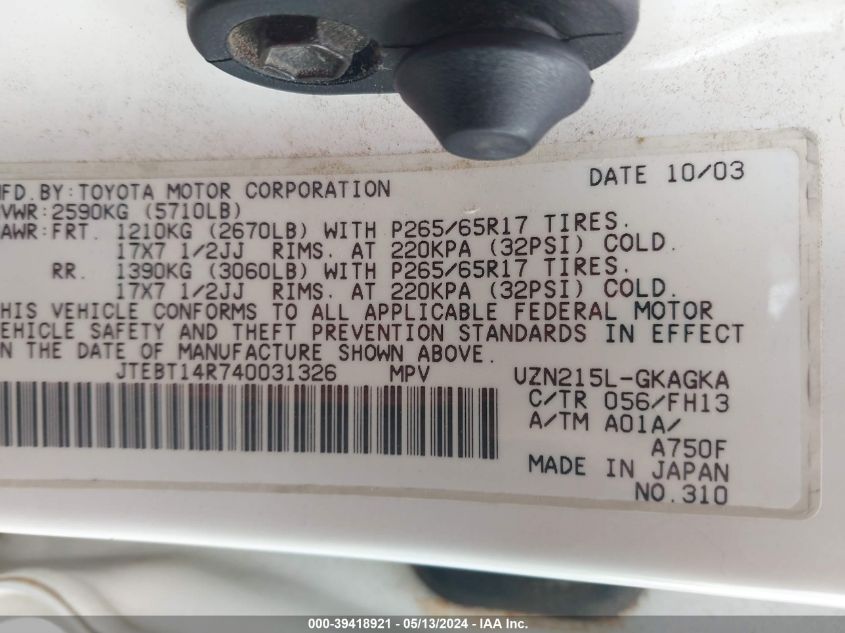 MFD. BY: TOYOTA MOTOR CORPORATION DATE 10/03
VWR: 2590KG (5710LB)
AWR: FRT. 1210KG (2670LB) WITH P265/65R17 TIRES.
17X7 1/2JJ RIMS. AT 220KPA (32PSI) COLD.
RR. 1390KG (3060LB) WITH P265/65R17 TIRES.
17X7 1/2JJ RIMS. AT 220KPA (32PSI) COLD.
HIS VEHICLE CONFORMS TO ALL APPLICABLE FEDERAL MOTOR
EHICLE SAFETY AND THEFT PREVENTION STANDARDS IN EFFECT
N THE DATE OF MANUFACTURE SHOWN ABOVE.
JTEBT14R740031326 MPV UZN215L-GKAGKA
C/TR 056/FH13
A/TM A01A/
A750F
MADE IN JAPAN
NO.310
000-39418921 - 05/13/2024 - IAA Inc.